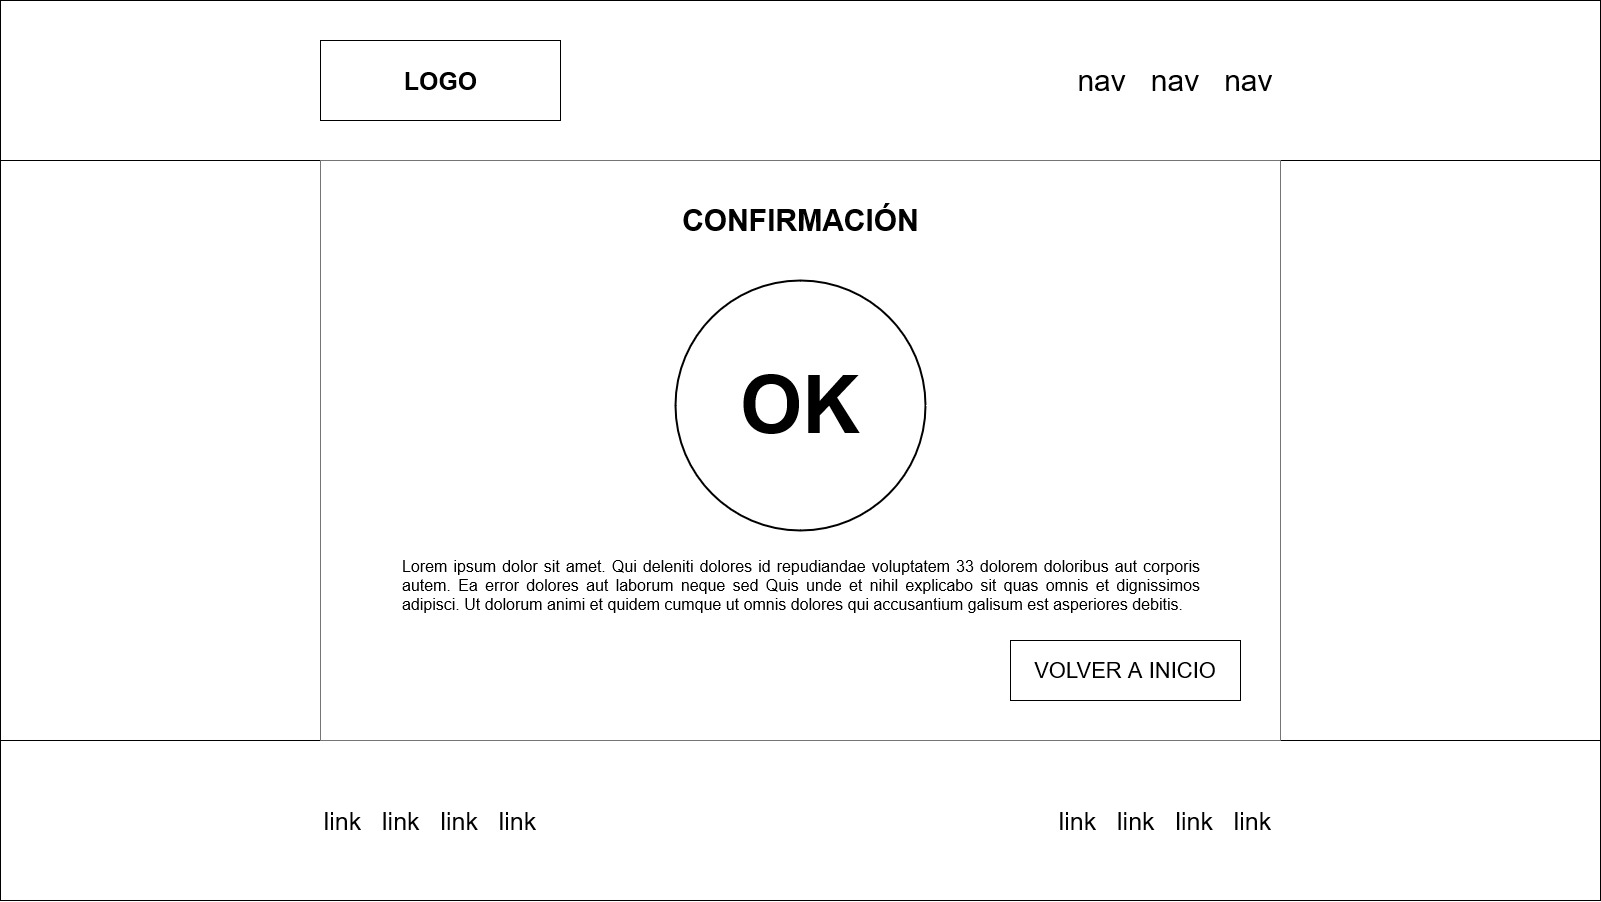 LOGO
nav nav nav
CONFIRMACIÓN
OK
Lorem ipsum dolor sit amet. Qui deleniti dolores id repudiandae voluptatem 33 dolorem doloribus aut corporis
autem. Ea error dolores aut laborum neque sed Quis unde et nihil explicabo sit quas omnis et dignissimos
adipisci. Ut dolorum animi et quidem cumque ut omnis dolores qui accusantium galisum est asperiores debitis.
VOLVER A INICIO
link link link link
link link link link